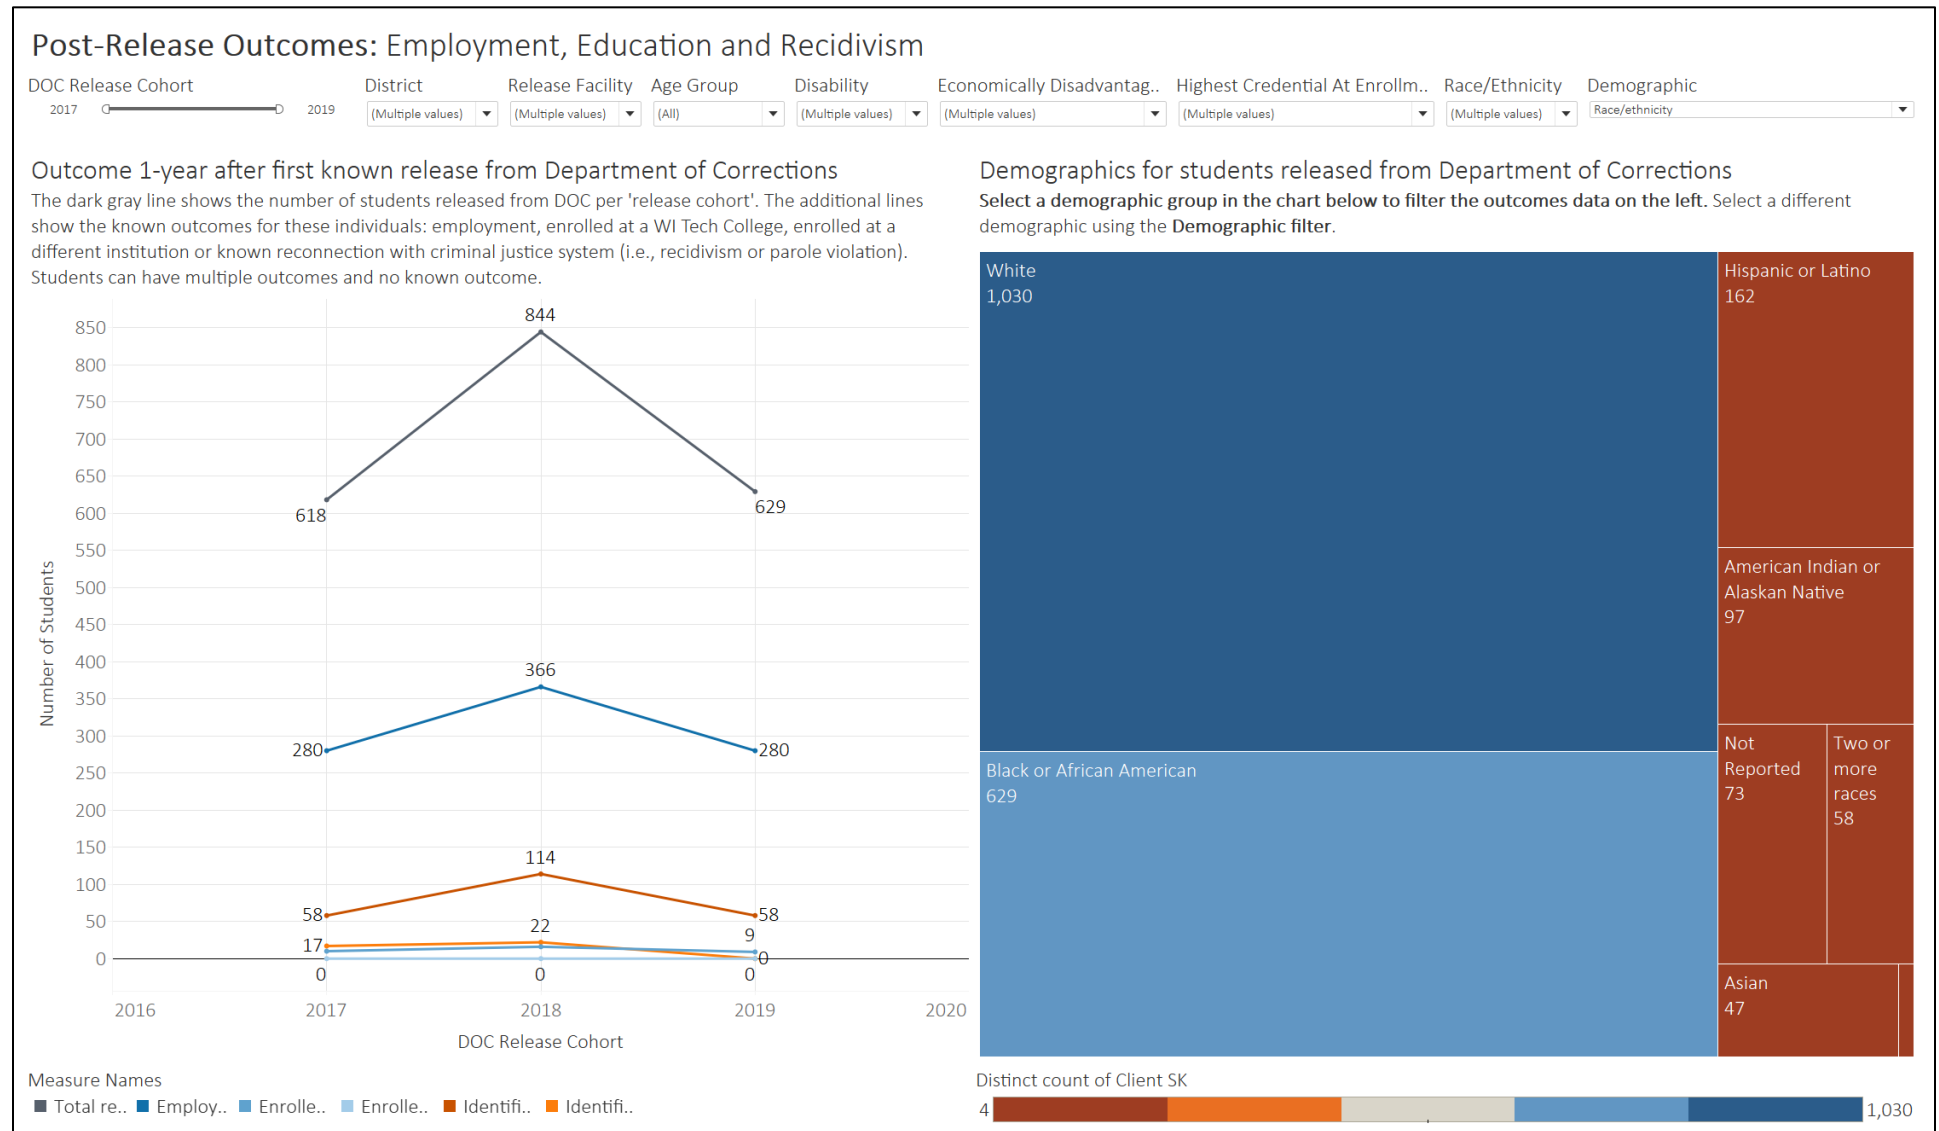 Post-Release Outcomes: Employment, Education and Recidivism
DOC Release Cohort
2017
2019
District
(Multiple values)
Release Facility
(Multiple values)
Age Group
(All)
Disability
(Multiple values)
Economically Disadvantag..
(Multiple values)
Highest Credential At Enrollm..
(Multiple values)
Race/Ethnicity
(Multiple values)
Demographic
Race/ethnicity
Outcome 1-year after first known release from Department of Corrections
The dark gray line shows the number of students released from DOC per 'release cohort'. The additional lines
show the known outcomes for these individuals: employment, enrolled at a WI Tech College, enrolled at a
different institution or known reconnection with criminal justice system (i.e., recidivism or parole violation).
Students can have multiple outcomes and no known outcome.
Number of Students
850
800
750
700
650
600
550
500
450
400
350
300
250
200
150
100
50
0
844
618
629
366
280
280
114
58
58
22
17
9
0
0
0
0
2016
2017
2018
2019
2020
DOC Release Cohort
Measure Names
Total re..
Employ..
Enrolle..
Enrolle..
Identifi..
Identifi..
Demographics for students released from Department of Corrections
Select a demographic group in the chart below to filter the outcomes data on the left. Select a different
demographic using the Demographic filter.
White
1,030
Black or African American
629
Hispanic or Latino
162
American Indian or
Alaskan Native
97
Not
Reported
73
Two or
more
races
58
Asian
47
Distinct count of Client SK
4
1,030